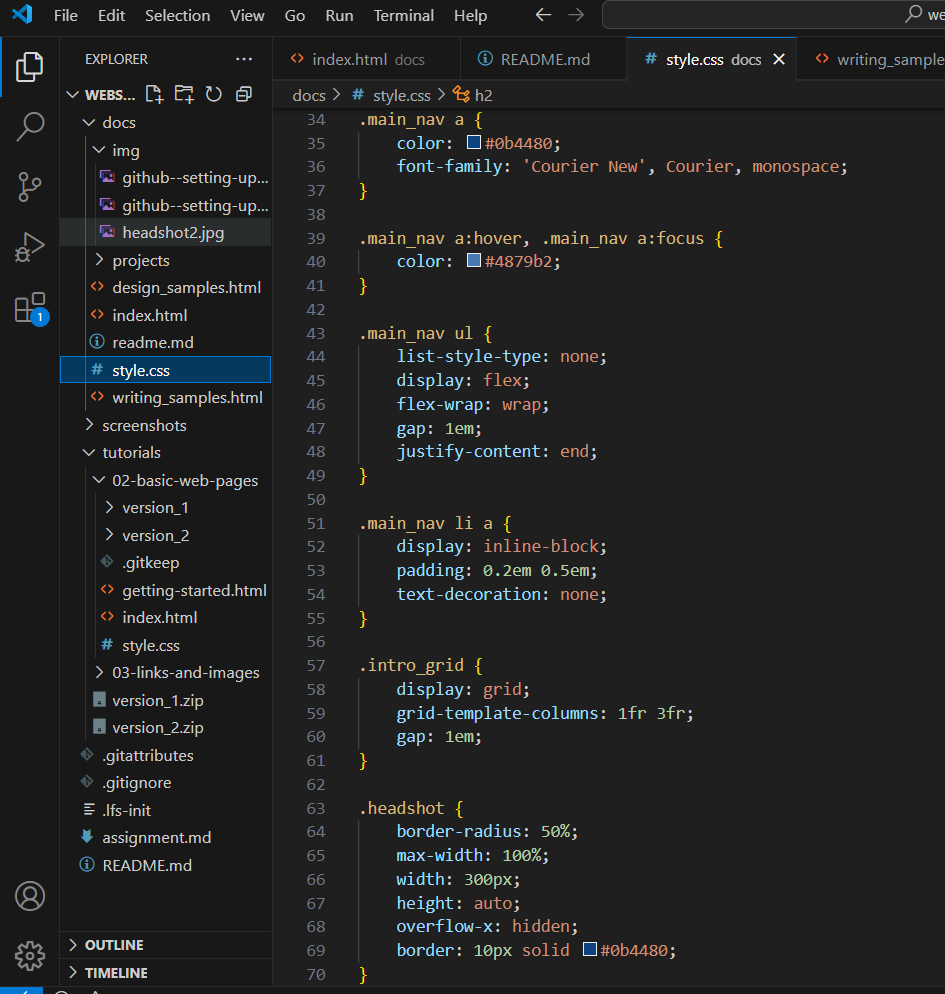 File Edit Selection View Go Run Terminal Help we
EXPLORER ···
WEBS...
docs
img
github--setting-up...
github--setting-up...
headshot2.jpg
projects
design_samples.html
index.html
readme.md
style.css
writing_samples.html
screenshots
tutorials
02-basic-web-pages
version_1
version_2
.gitkeep
getting-started.html
index.html
style.css
03-links-and-images
version_1.zip
version_2.zip
.gitattributes
.gitignore
.lfs-init
assignment.md
README.md
OUTLINE
TIMELINE
1
index.html docs README.md # style.css docs writing_sample
docs > # style.css > h2
34 .main_nav a {
35 color: #0b4480;
36 font-family: 'Courier New', Courier, monospace;
37 }
38
39 .main_nav a:hover, .main_nav a:focus {
40 color: #4879b2;
41 }
42
43 .main_nav ul {
44 list-style-type: none;
45 display: flex;
46 flex-wrap: wrap;
47 gap: 1em;
48 justify-content: end;
49 }
50
51 .main_nav li a {
52 display: inline-block;
53 padding: 0.2em 0.5em;
54 text-decoration: none;
55 }
56
57 .intro_grid {
58 display: grid;
59 grid-template-columns: 1fr 3fr;
60 gap: 1em;
61 }
62
63 .headshot {
64 border-radius: 50%;
65 max-width: 100%;
66 width: 300px;
67 height: auto;
68 overflow-x: hidden;
69 border: 10px solid #0b4480;
70 }